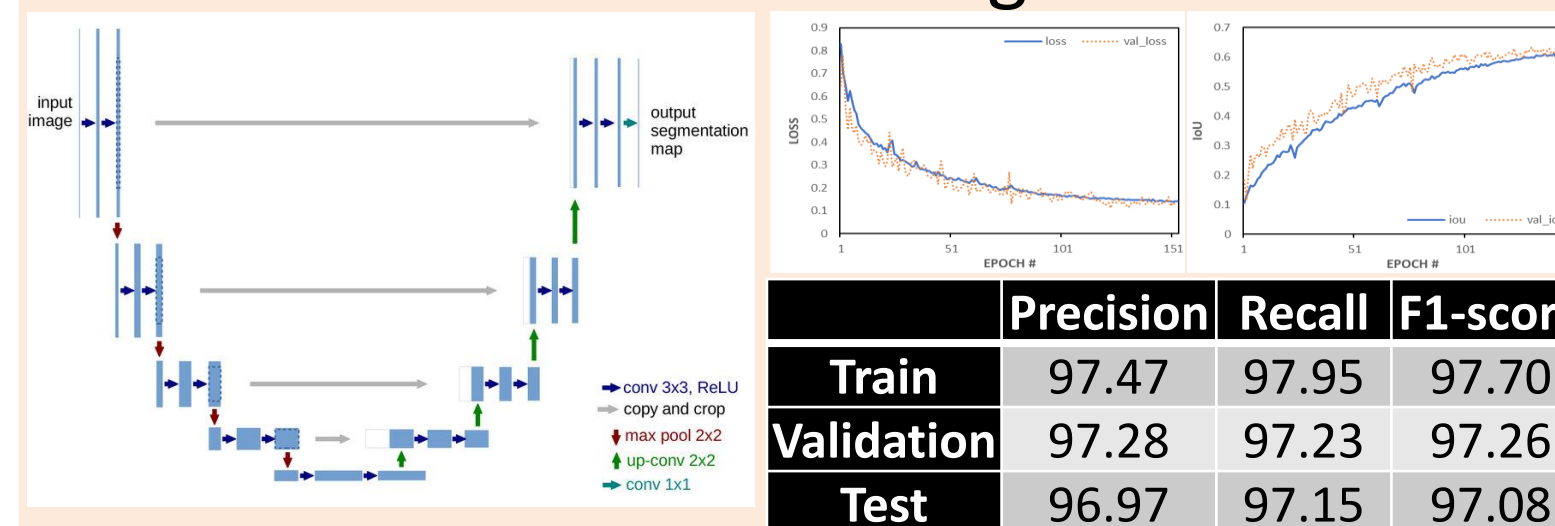 g
input
image
output
segmentation
map
conv 3x3, ReLU
copy and crop
max pool 2x2
up-conv 2x2
conv 1x1
0.9
0.8
0.7
0.6
0.5
0.4
0.3
0.2
0.1
0
LOSS
loss val_loss
1 51 101 151
EPOCH #
0.7
0.6
0.5
0.4
0.3
0.2
0.1
0
IoU
iou val_io
1 51 101
EPOCH #
Precision Recall F1-scor
Train 97.47 97.95 97.70
Validation 97.28 97.23 97.26
Test 96.97 97.15 97.08